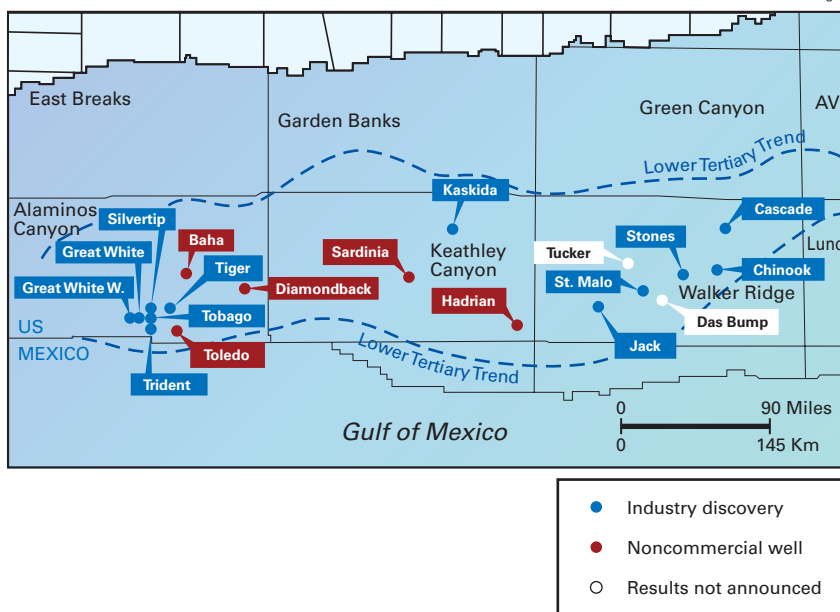 East Breaks
Garden Banks
Green Canyon
AV
Lower Tertiary Trend
Kaskida
Alaminos
Canyon
Silvertip
Cascade
Baha
Great White
Sardinia
Keathley
Canyon
Stones
Tucker
Lund
Tiger
Chinook
Great White W.
Diamondback
St. Malo
Walker Ridge
Hadrian
Tobago
Das Bump
US
MEXICO
Toledo
Jack
Lower Tertiary Trend
Trident
0
90 Miles
Gulf of Mexico
0
145 Km
Industry discovery
Noncommercial well
Results not announced